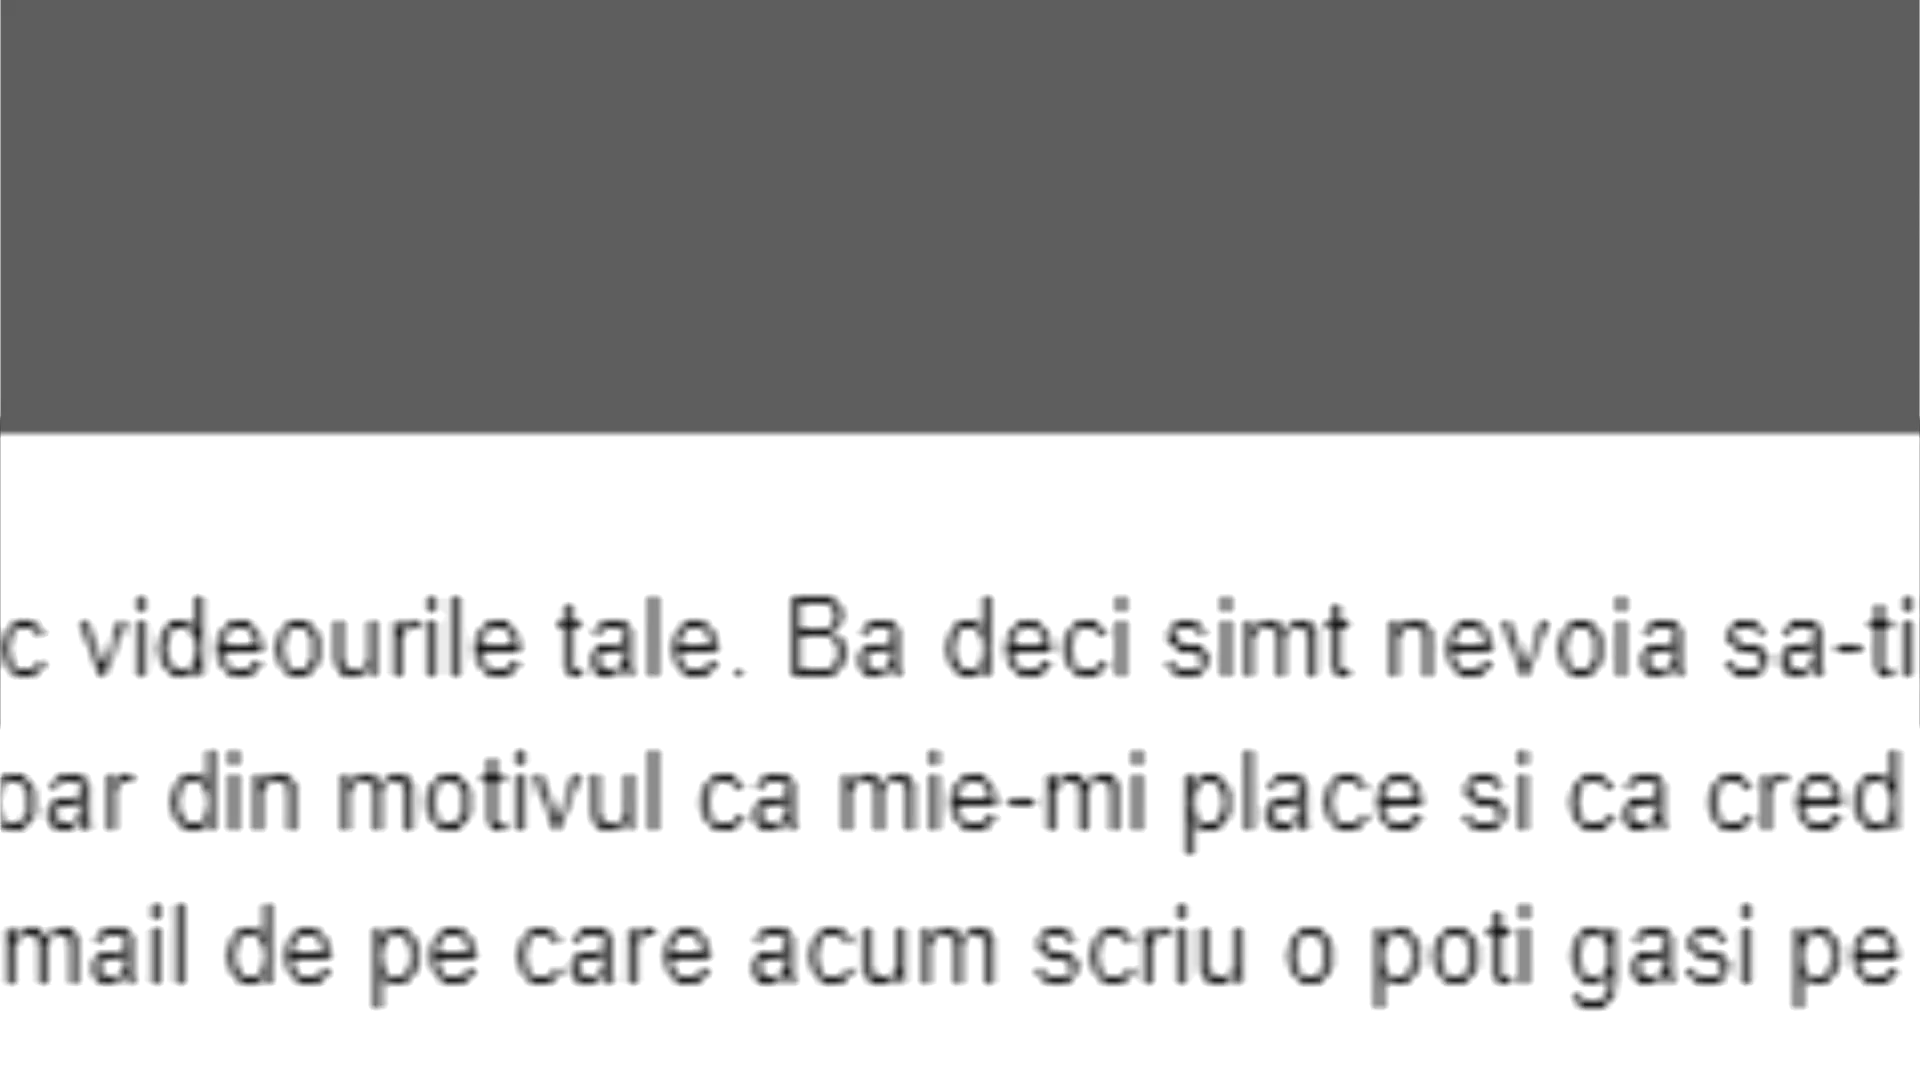 c videourile tale. Ba deci simt nevoia sa-ti
oar din motivul ca mie-mi place si ca cred
mail de pe care acum scriu o poti gasi pe